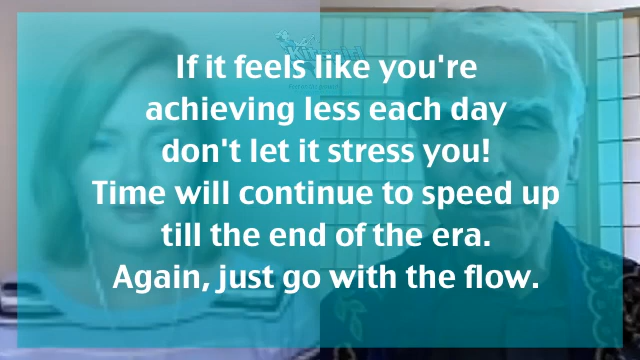 If it feels like you're
achieving less each day
don't let it stress you!
Time will continue to speed up
till the end of the era.
Again, just go with the flow.